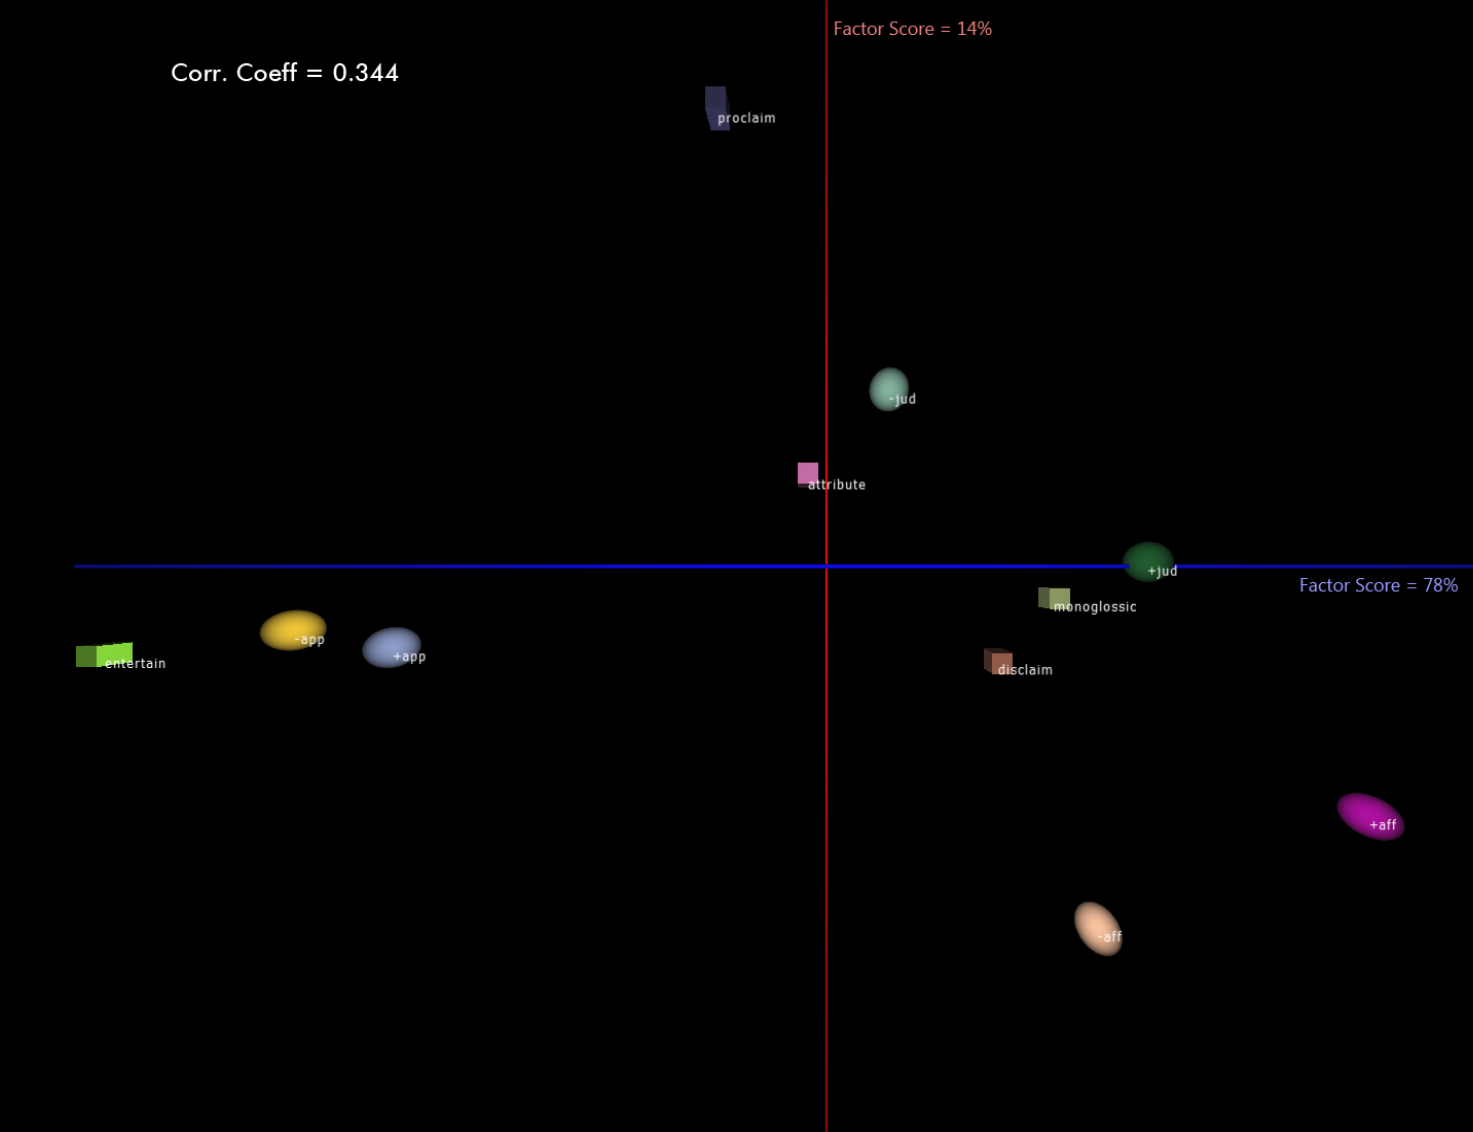 Factor Score = 14%
Corr. Coeff = 0.344
proclaim
-jud
attribute
+jud
Factor Score = 78%
monoglossic
-app
+app
entertain
disclaim
+aff
-aff